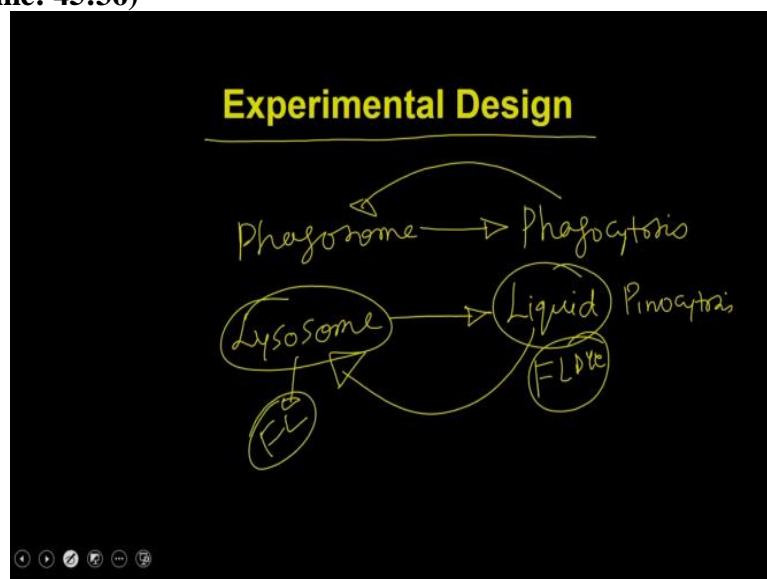 Experimental Design
Phagosome Phagocytosis
Lysosome Liquid Pinocytosis
FL FL Dye